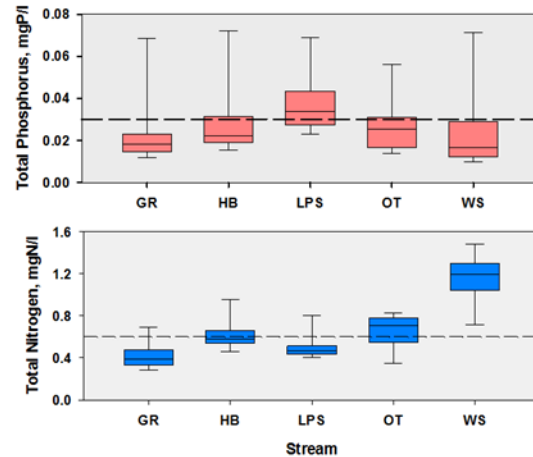 Total Phosphorus, mgP/l
0.08
0.06
0.04
0.02
0.00
GR HB LPS OT WS
Total Nitrogen, mgN/l
1.6
1.2
0.8
0.4
0.0
GR HB LPS OT WS
Stream